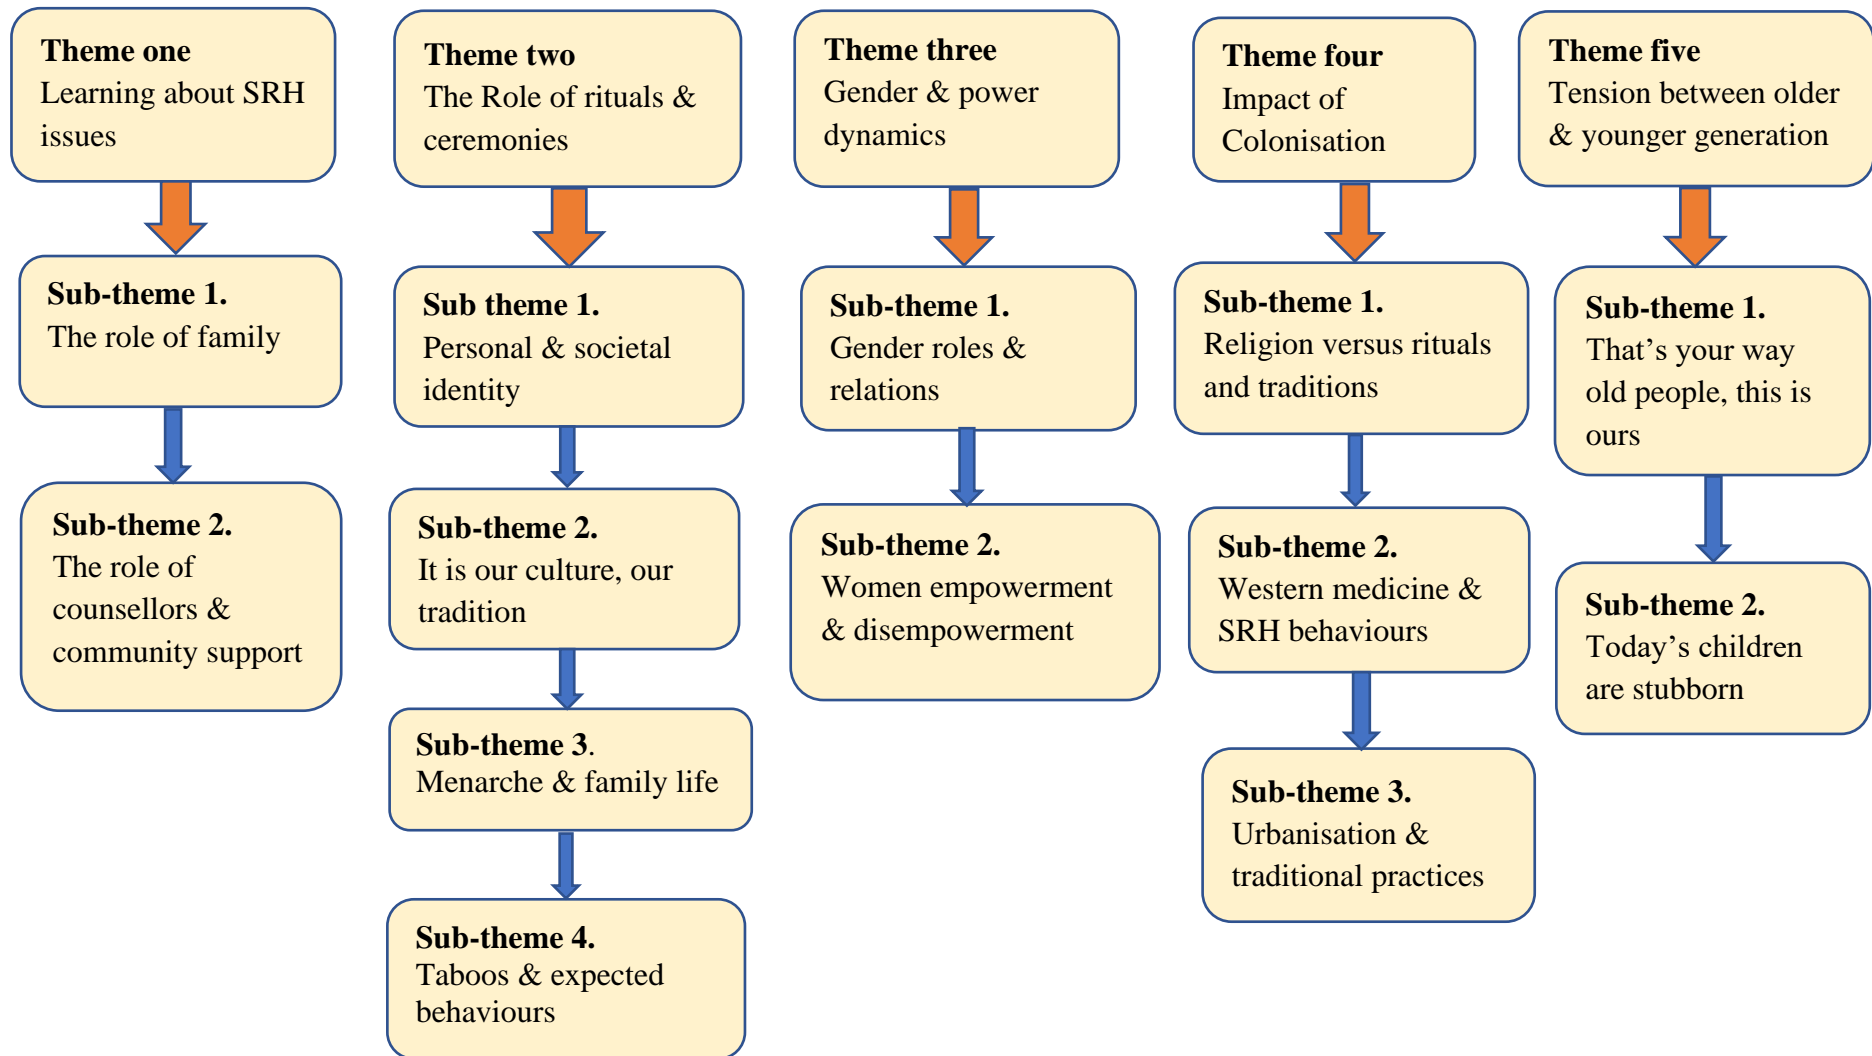 Theme one
Learning about SRH
issues
Sub-theme 1.
The role of family
Sub-theme 2.
The role of
counsellors &
community support
Theme two
The Role of rituals &
ceremonies
Sub theme 1.
Personal & societal
identity
Sub-theme 2.
It is our culture, our
tradition
Sub-theme 3.
Menarche & family life
Sub-theme 4.
Taboos & expected
behaviours
Theme three
Gender & power
dynamics
Sub-theme 1.
Gender roles &
relations
Sub-theme 2.
Women empowerment
& disempowerment
Theme four
Impact of
Colonisation
Sub-theme 1.
Religion versus rituals
and traditions
Sub-theme 2.
Western medicine &
SRH behaviours
Sub-theme 3.
Urbanisation &
traditional practices
Theme five
Tension between older
& younger generation
Sub-theme 1.
That’s your way
old people, this is
ours
Sub-theme 2.
Today’s children
are stubborn